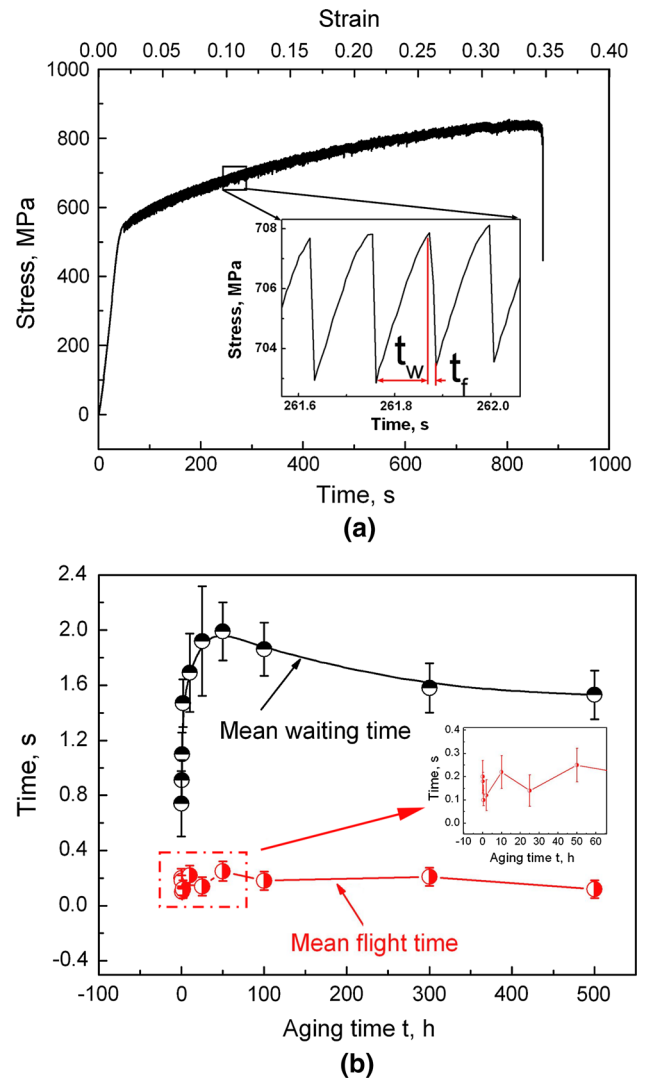 Strain
0.00 0.05 0.10 0.15 0.20 0.25 0.30 0.35 0.40
1000
800
600
400
200
0
Stress, MPa
708
706
704
Stress, MPa
tw
tf
261.6 261.8 262.0
Time, s
0 200 400 600 800 1000
Time, s
(a)
2.4
2.0
1.6
1.2
0.8
0.4
0.0
-0.4
Time, s
Mean waiting time
0.4
0.3
0.2
0.1
0.0
Time, s
-10 0 10 20 30 40 50 60
Aging time t, h
Mean flight time
-100 0 100 200 300 400 500
Aging time t, h
(b)